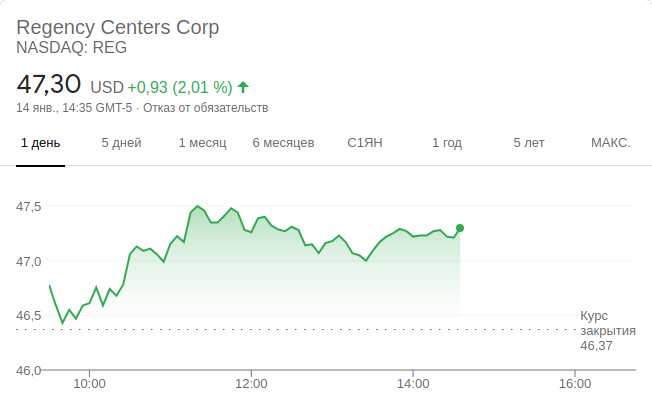 Regency Centers Corp
NASDAQ: REG
47,30 USD +0,93 (2,01 %) ↑
14 янв., 14:35 GMT-5 · Отказ от обязательств
1 день 5 дней 1 месяц 6 месяцев С1ЯН 1 год 5 лет МАКС.
47,5
47,0
46,5
Курс
закрытия
46,37
46,0
10:00 12:00 14:00 16:00